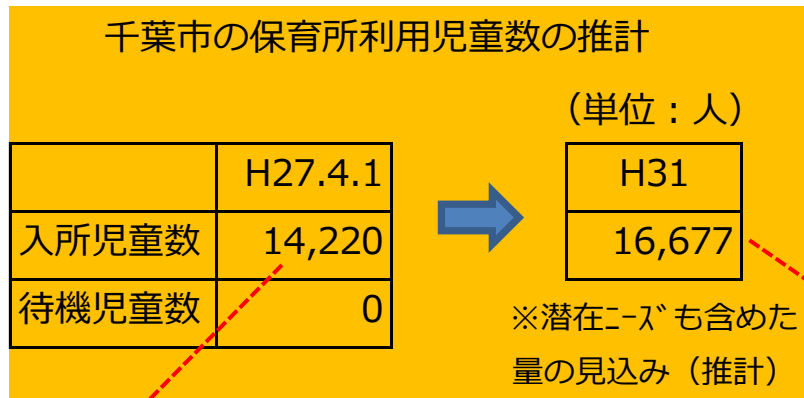 千葉市の保育所利用児童数の推計
（単位：人）
H27.4.1
H31
入所児童数 14,220
16,677
待機児童数 0
※潜在ﾆｰｽﾞも含めた
量の見込み（推計）